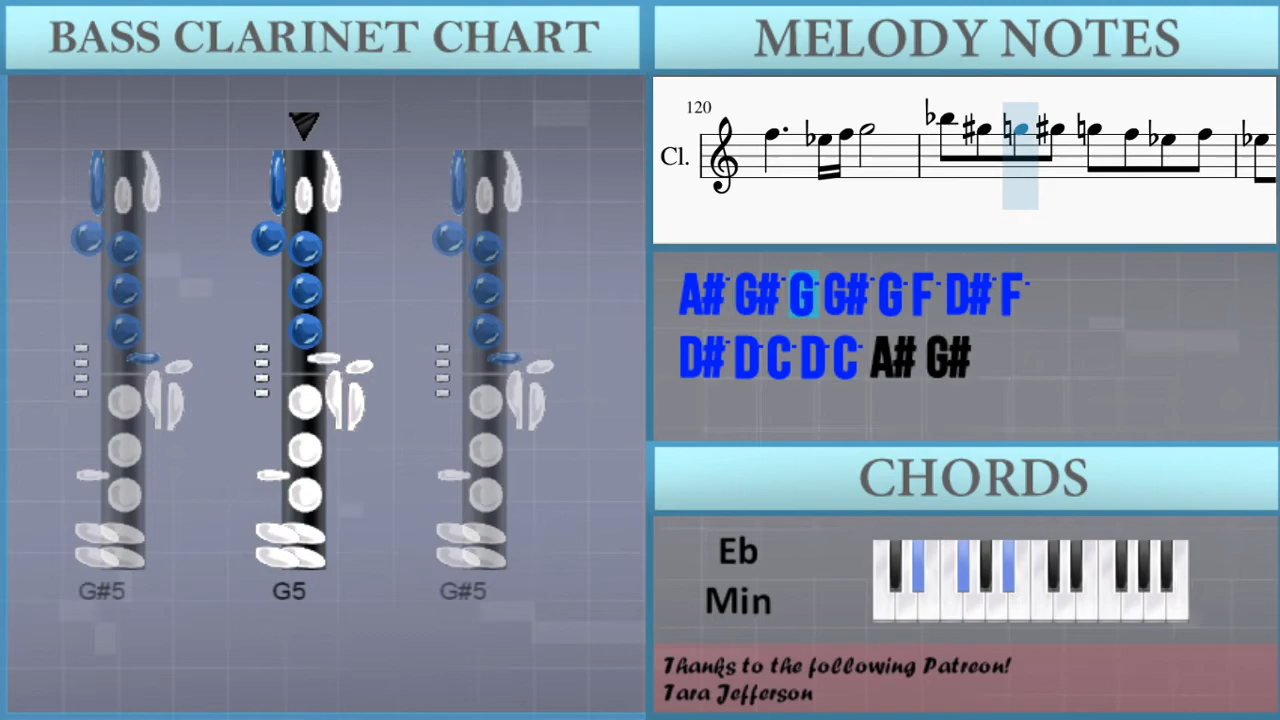 BASS CLARINET CHART
G#5 G5 G#5
MELODY NOTES
120
Cl.
A# G# G G# G F D# F
D# D C D C A# G#
CHORDS
Eb
Min
Thanks to the following Patreon!
Tara Jefferson